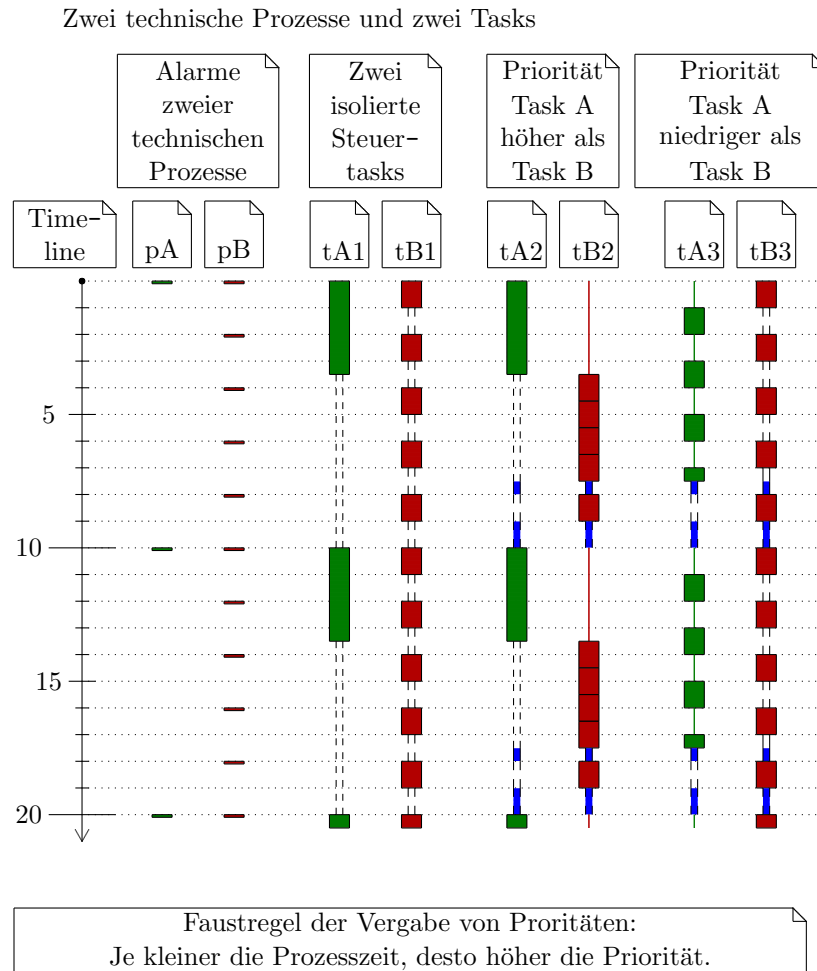 Zwei technische Prozesse und zwei Tasks
Alarme
zweier
technischen
Prozesse
Zwei
isolierte
Steuer-
tasks
Priorität
Task A
höher als
Task B
Priorität
Task A
niedriger als
Task B
Time-
line
pA
pB
tA1
tB1
tA2
tB2
tA3
tB3
5
10
15
20
Faustregel der Vergabe von Proritäten:
Je kleiner die Prozesszeit, desto höher die Priorität.